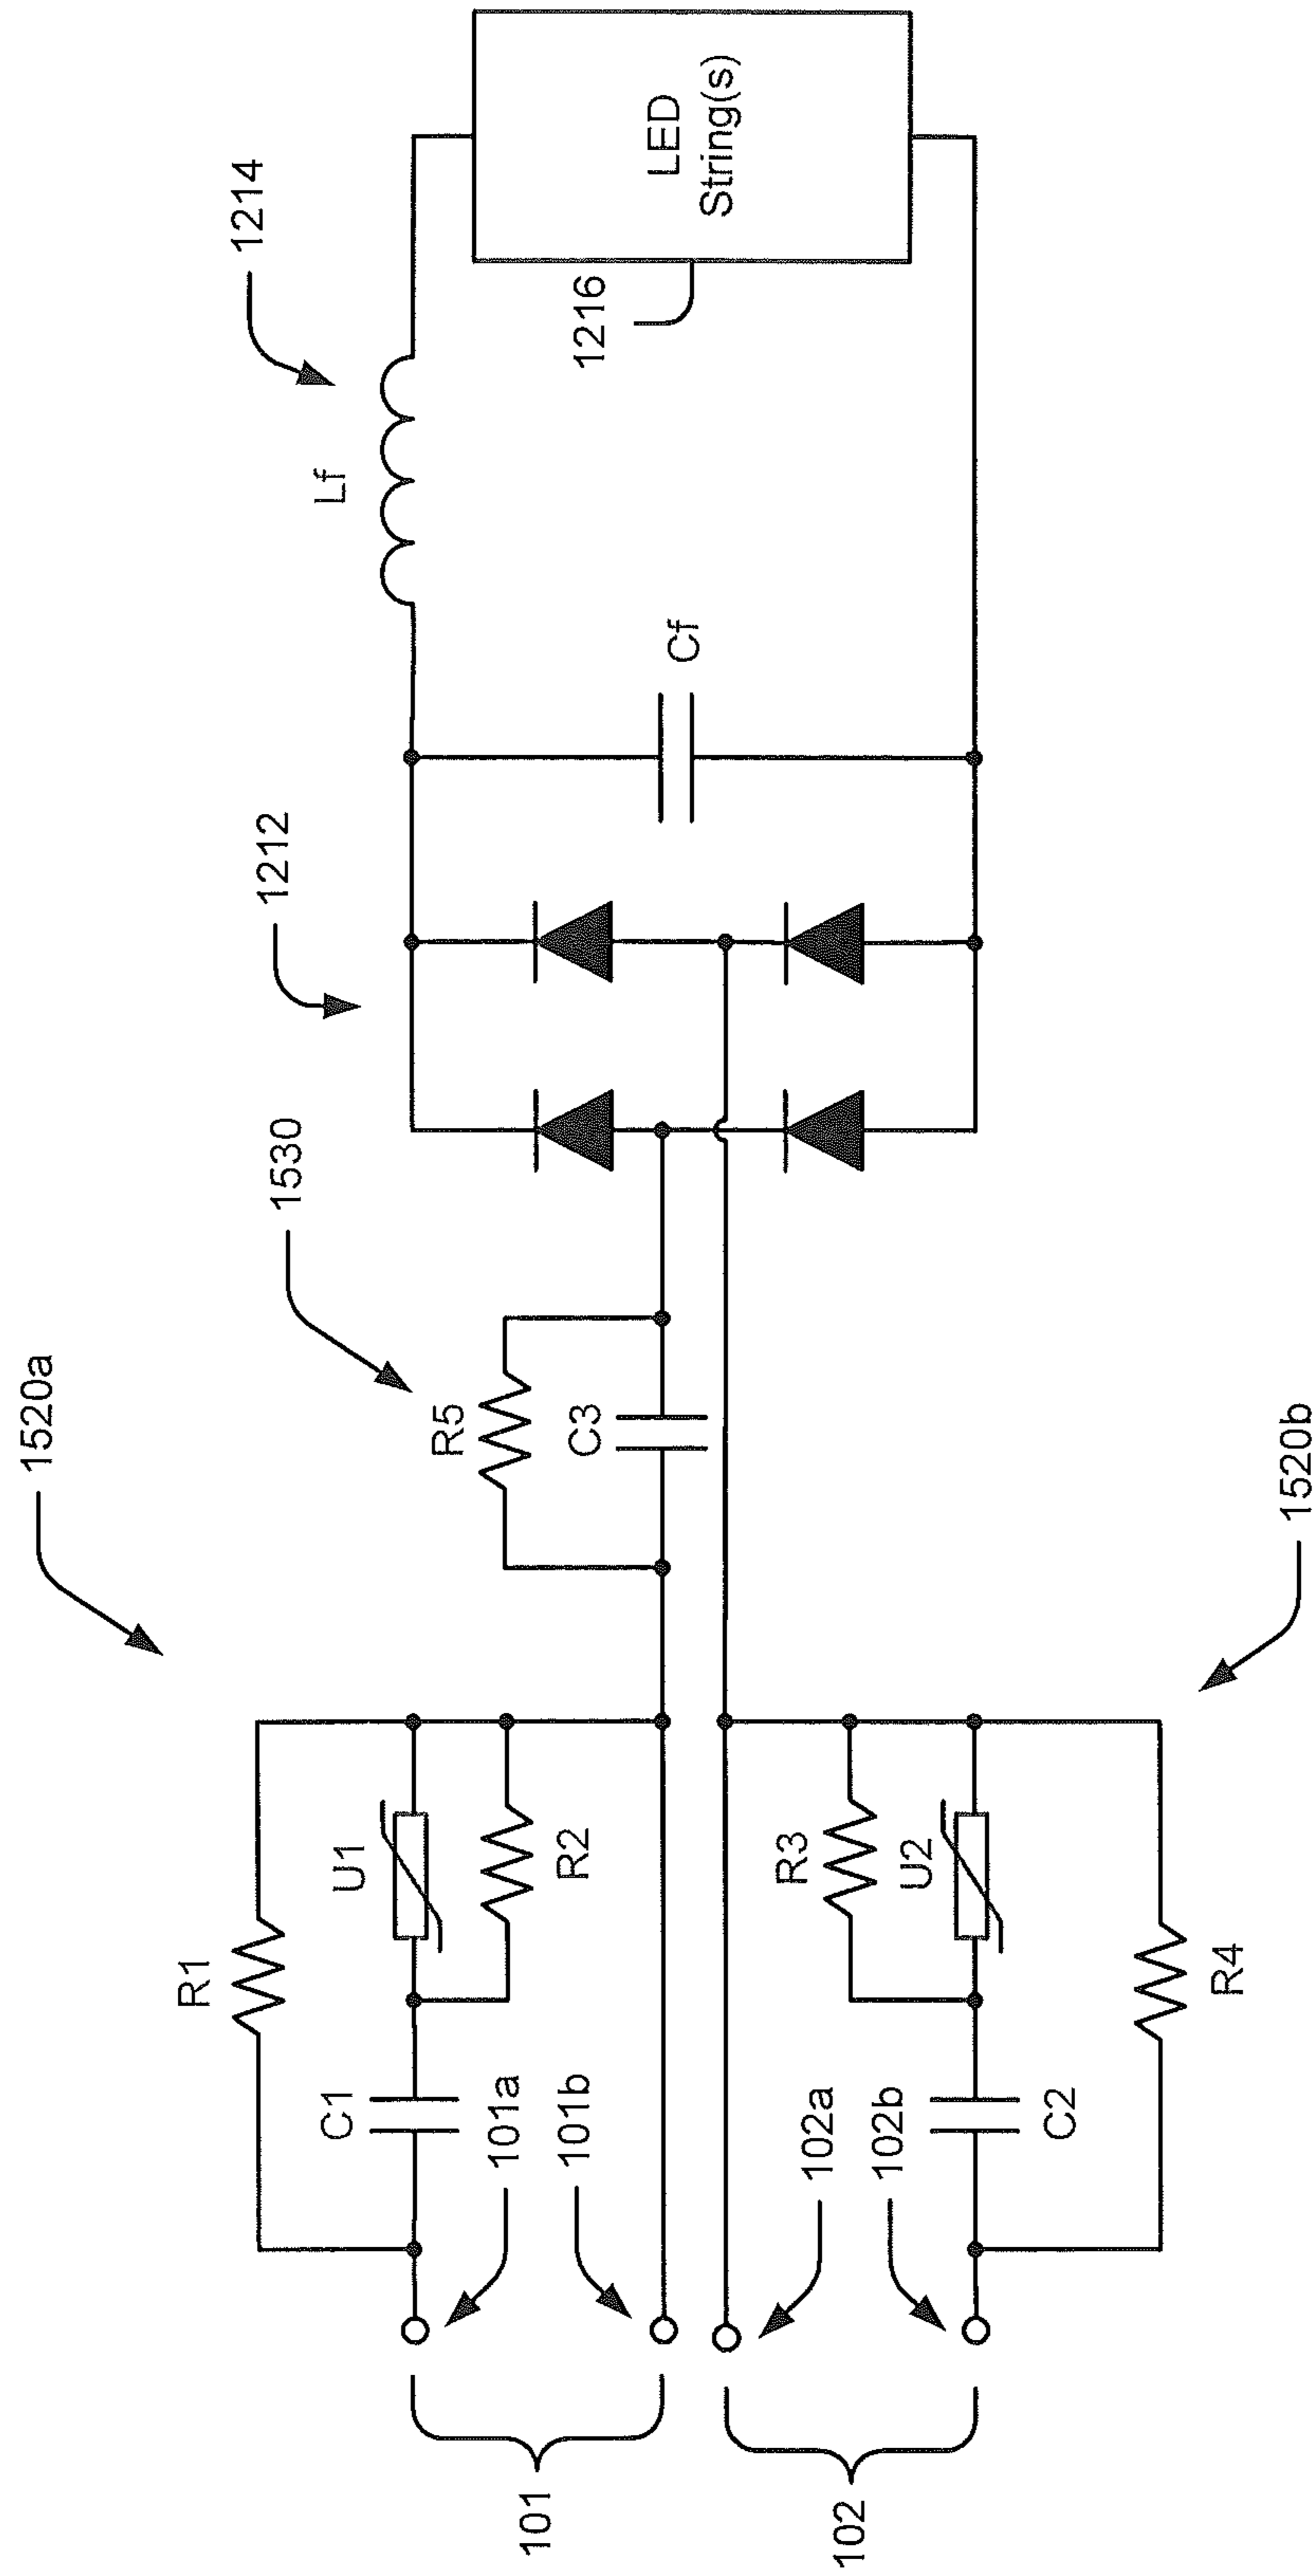 1520a
1530
1212
1214
R1
U1
C1
R2
R5
C3
Lf
Cf
LED
String(s)
1216
101a
101b
101
102a
102b
102
R3
U2
C2
R4
1520b